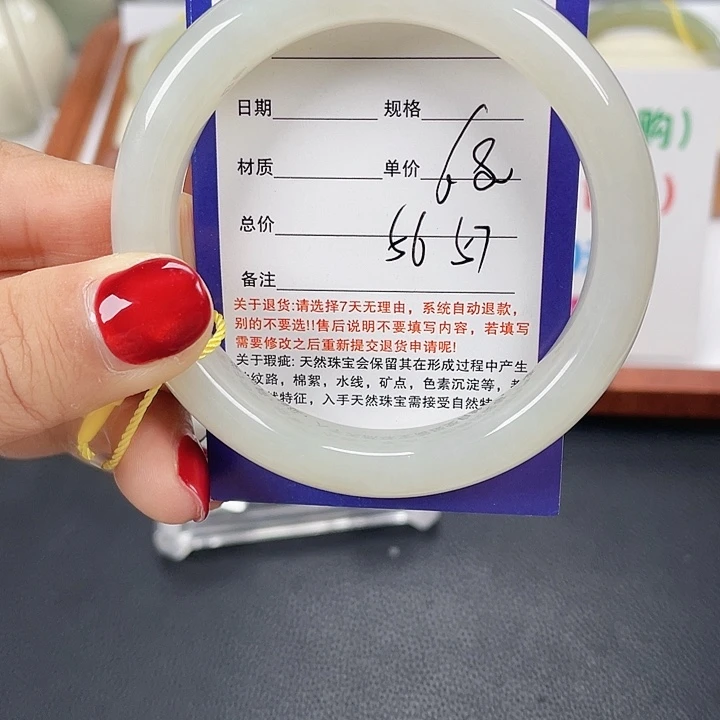 日期 规格
材质 单价 68
总价 56 57
备注
关于退货:请选择7天无理由，系统自动退款，
别的不要选!!售后说明不要填写内容，若填写
需要修改之后重新提交退货申请呢!
关于瑕疵: 天然珠宝会保留其在形成过程中产生
纹路，棉絮，水线，矿点，色素沉淀等，
特征，入手天然珠宝需接受自然特
购）